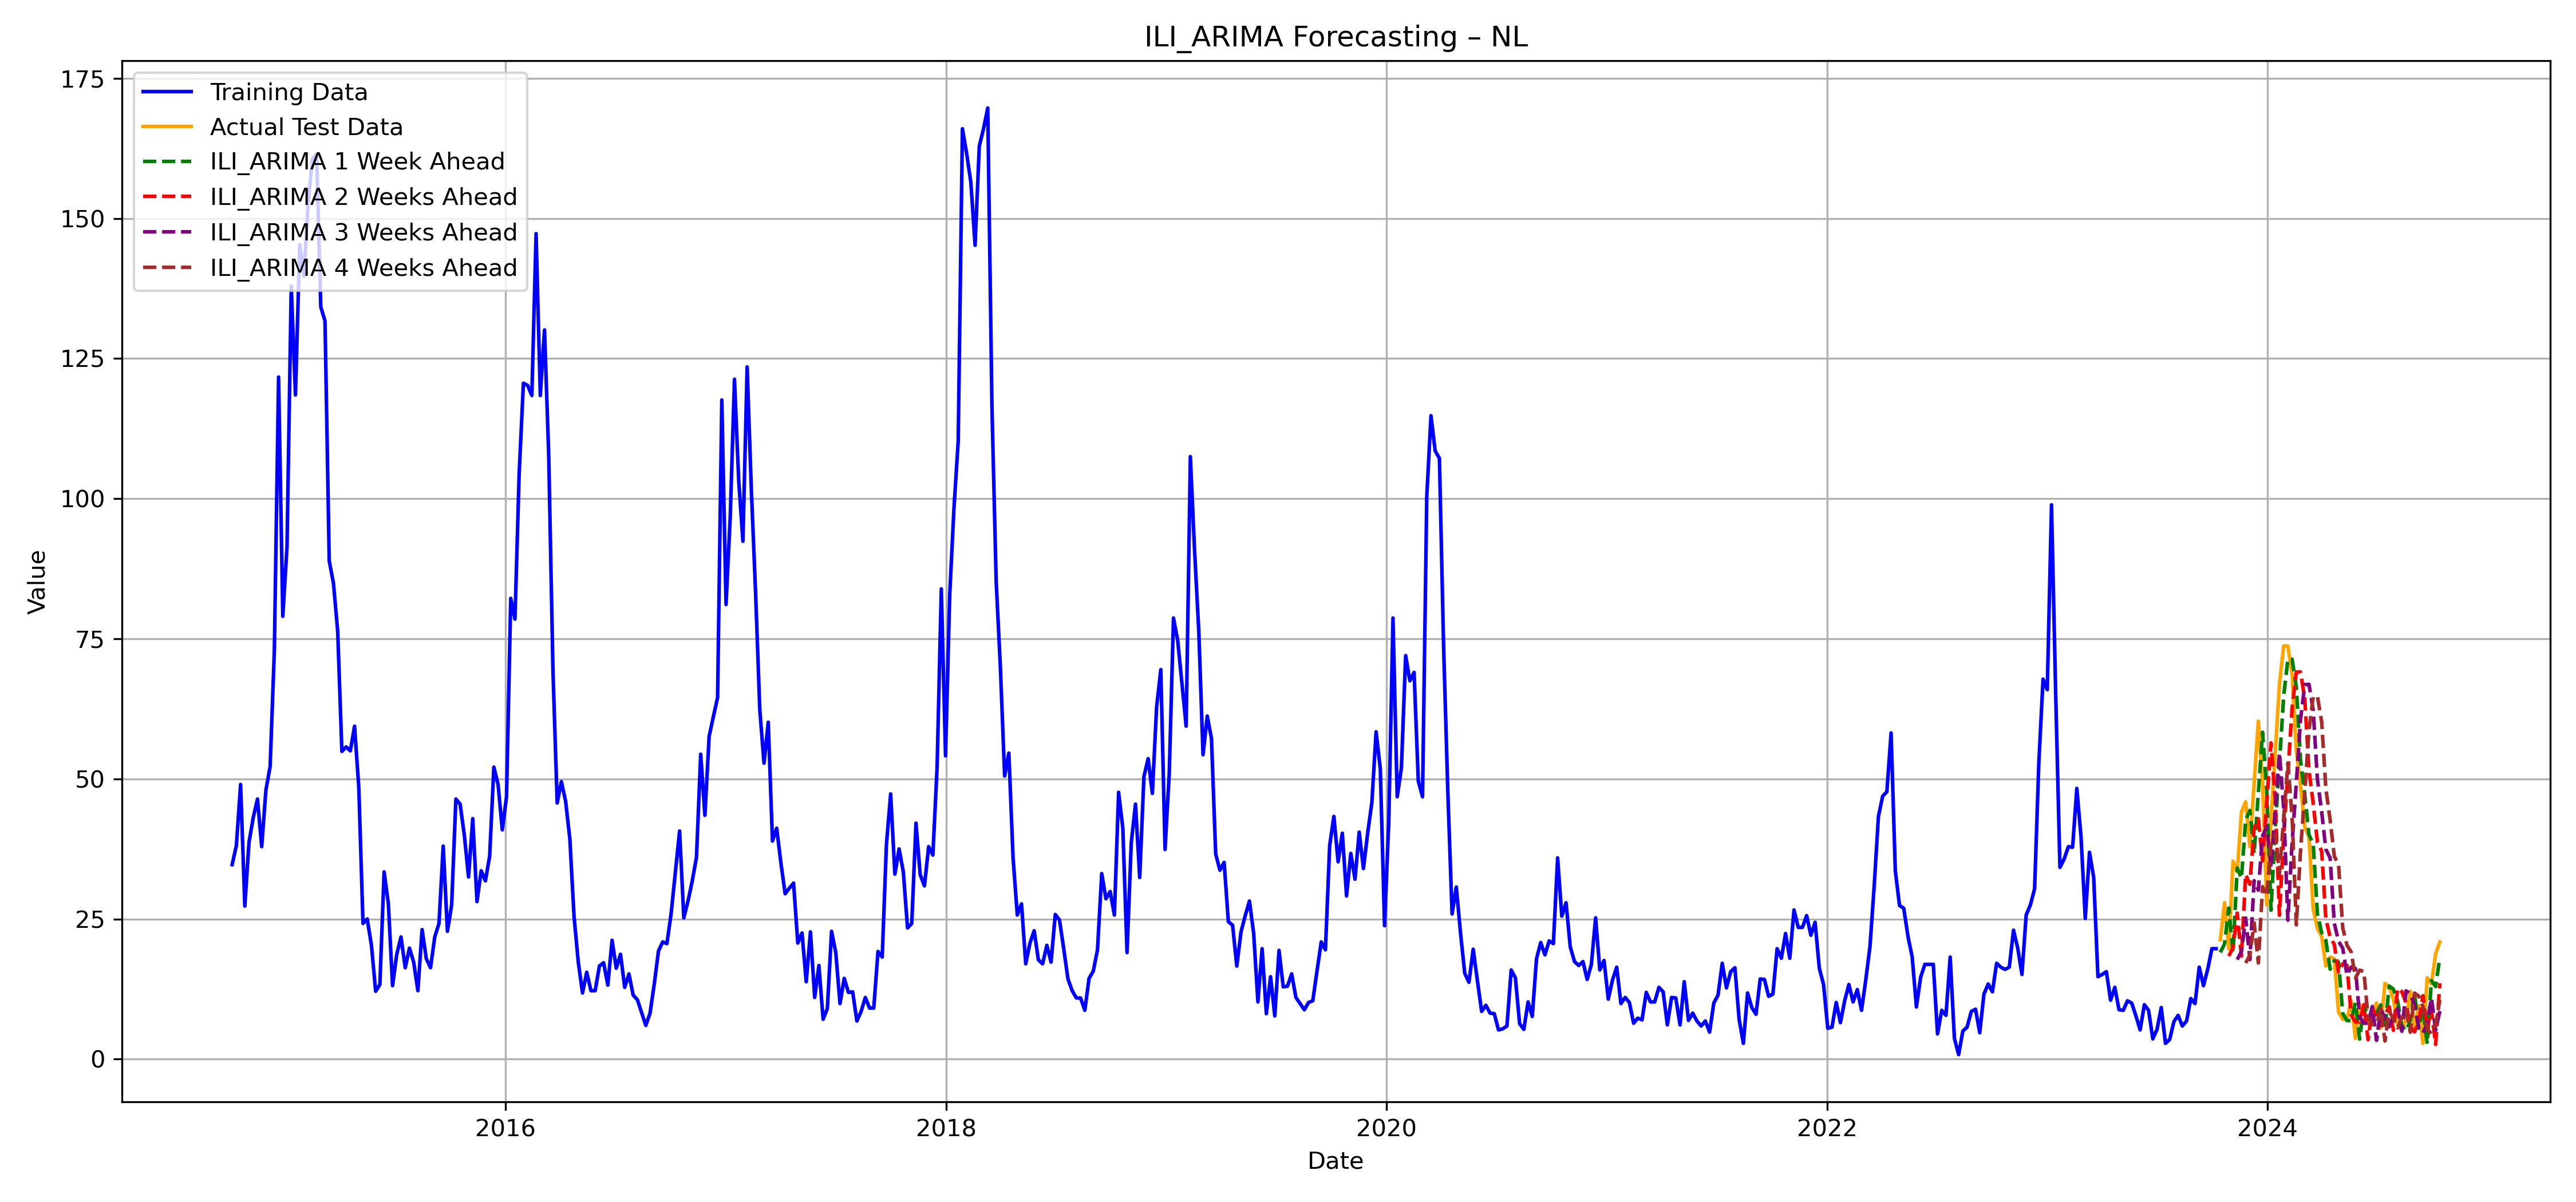 ILI_ARIMA Forecasting – NL
175
150
125
100
75
50
25
0
Value
Training Data
Actual Test Data
ILI_ARIMA 1 Week Ahead
ILI_ARIMA 2 Weeks Ahead
ILI_ARIMA 3 Weeks Ahead
ILI_ARIMA 4 Weeks Ahead
2016
2018
2020
2022
2024
Date